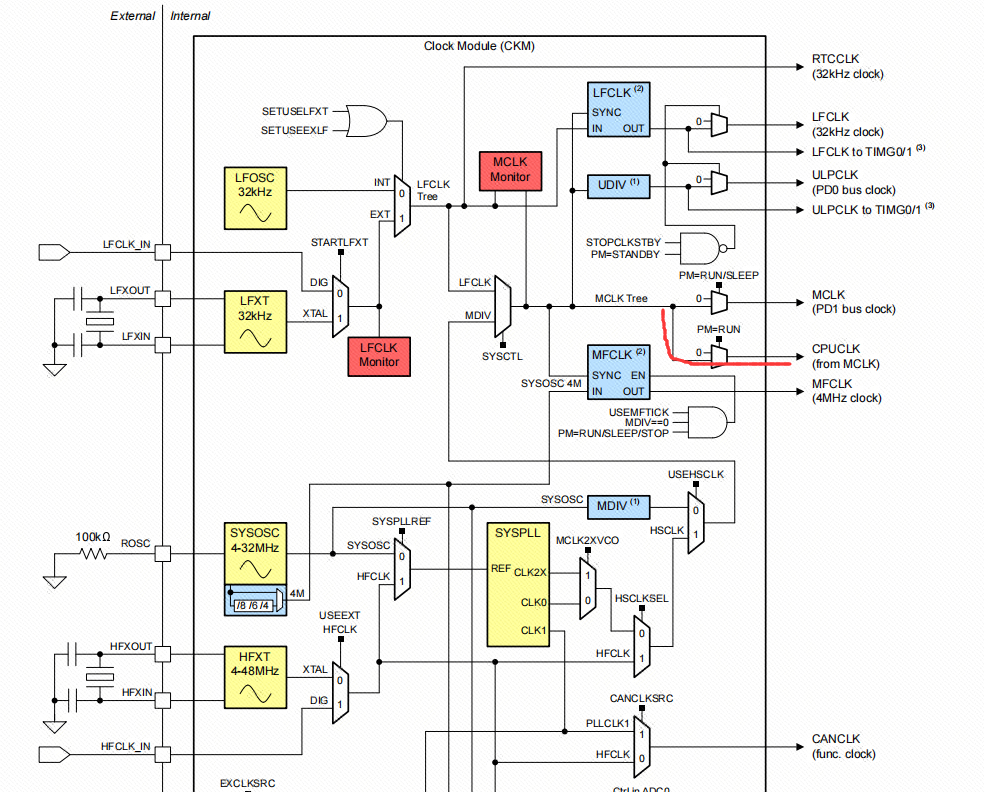 External
Internal
Clock Module (CKM)
RTCCLK
(32kHz clock)
SETUSELFXT
SETUSEEXLF
LFCLK (2)
SYNC
IN
OUT
0
LFCLK
(32kHz clock)
LFCLK to TIMG0/1 (3)
LFOSC
32kHz
INT
0
EXT
1
LFCLK
Tree
MCLK
Monitor
UDIV (1)
0
ULPCLK
(PD0 bus clock)
ULPCLK to TIMG0/1 (3)
STOPCLKSTBY
PM=STANDBY
LFCLK_IN
STARTLFXT
DIG
0
XTAL
1
LFXOUT
LFXIN
LFXT
32kHz
LFCLK
Monitor
LFCLK
MDIV
SYSCTL
MCLK Tree
PM=RUN/SLEEP
0
MCLK
(PD1 bus clock)
PM=RUN
0
CPUCLK
(from MCLK)
MFCLK (2)
SYNC
EN
SYSOSC 4M
IN
OUT
MFCLK
(4MHz clock)
USEMFTICK
MDIV==0
PM=RUN/SLEEP/STOP
USEHSCLK
SYSOSC
MDIV (1)
0
HSCLK
1
100kΩ
ROSC
SYSOSC
4-32MHz
/8 /6 /4
4M
SYSPLLREF
SYSOSC
0
HFCLK
1
SYSPLL
REF
CLK2X
CLK0
CLK1
MCLK2XVCO
1
0
HSCLKSEL
0
HFCLK
1
USEEXT
HFCLK
HFXOUT
HFXIN
HFXT
4-48MHz
XTAL
0
DIG
1
HFCLK_IN
CANCLKSRC
PLLCLK1
1
HFCLK
0
CANCLK
(func. clock)
EXCLKSRC